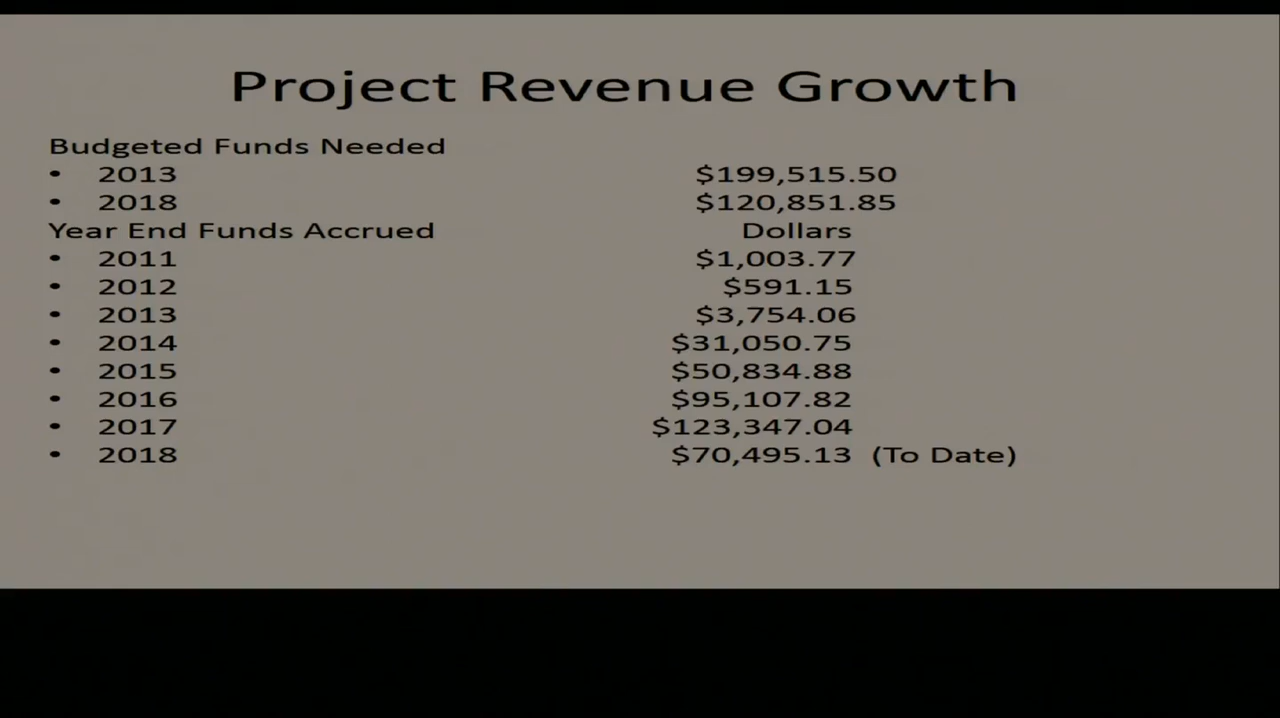 Project Revenue Growth
Budgeted Funds Needed
• 2013 $199,515.50
• 2018 $120,851.85
Year End Funds Accrued Dollars
• 2011 $1,003.77
• 2012 $591.15
• 2013 $3,754.06
• 2014 $31,050.75
• 2015 $50,834.88
• 2016 $95,107.82
• 2017 $123,347.04
• 2018 $70,495.13 (To Date)